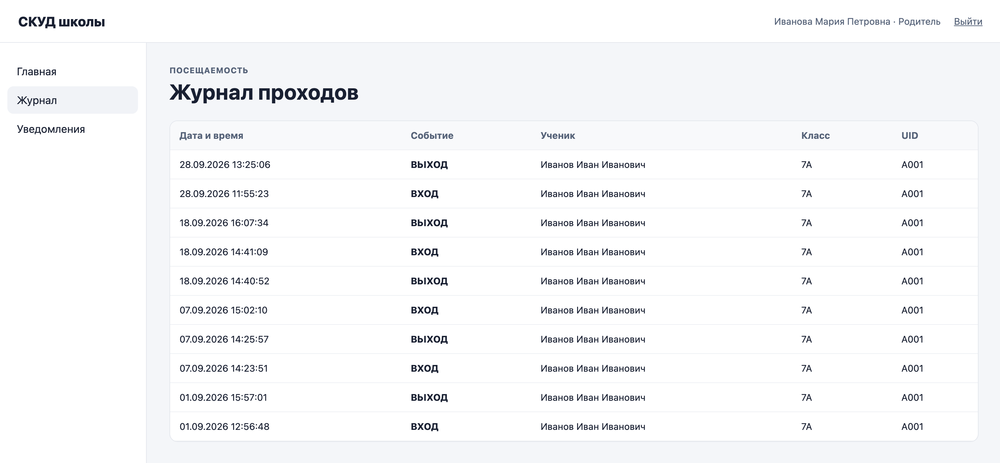 СКУД школы
Иванова Мария Петровна · Родитель Выйти
Главная
Журнал
Уведомления
ПОСЕЩАЕМОСТЬ
Журнал проходов
Дата и время Событие Ученик Класс UID
28.09.2026 13:25:06 ВЫХОД Иванов Иван Иванович 7А A001
28.09.2026 11:55:23 ВХОД Иванов Иван Иванович 7А A001
18.09.2026 16:07:34 ВЫХОД Иванов Иван Иванович 7А A001
18.09.2026 14:41:09 ВХОД Иванов Иван Иванович 7А A001
18.09.2026 14:40:52 ВЫХОД Иванов Иван Иванович 7А A001
07.09.2026 15:02:10 ВХОД Иванов Иван Иванович 7А A001
07.09.2026 14:25:57 ВЫХОД Иванов Иван Иванович 7А A001
07.09.2026 14:23:51 ВХОД Иванов Иван Иванович 7А A001
01.09.2026 15:57:01 ВЫХОД Иванов Иван Иванович 7А A001
01.09.2026 12:56:48 ВХОД Иванов Иван Иванович 7А A001